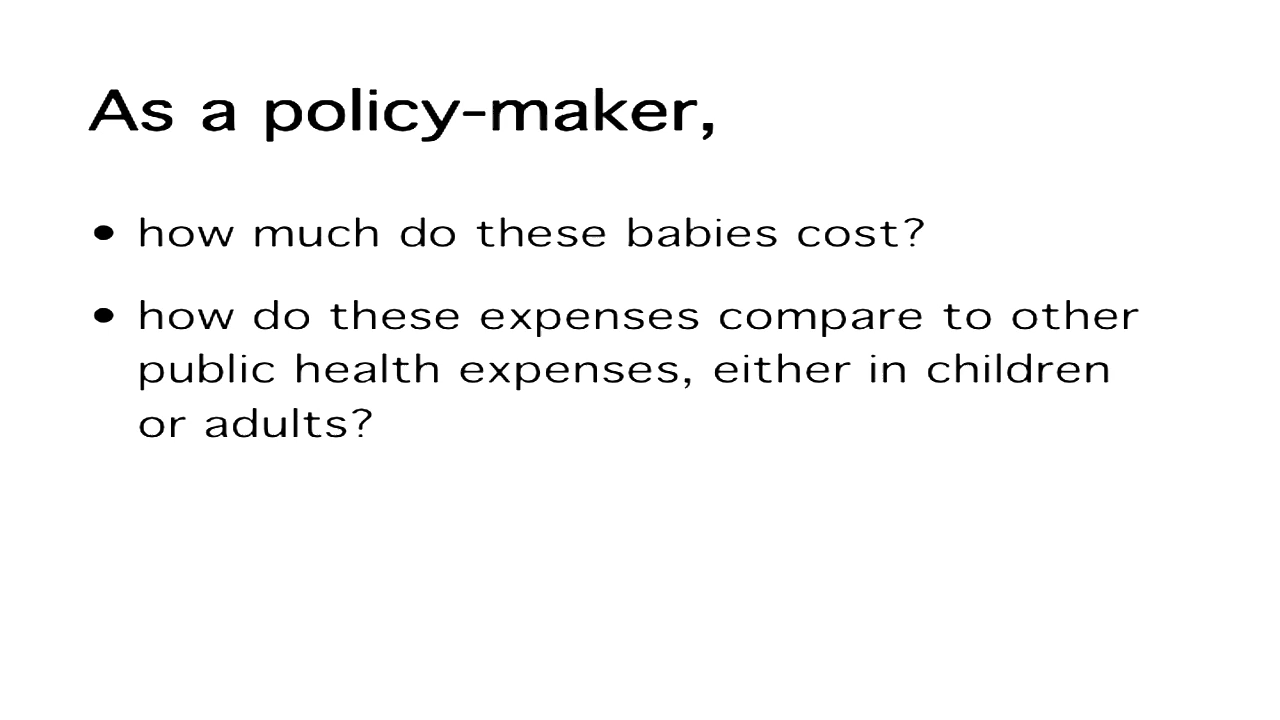 As a policy-maker,
• how much do these babies cost?
• how do these expenses compare to other
public health expenses, either in children
or adults?